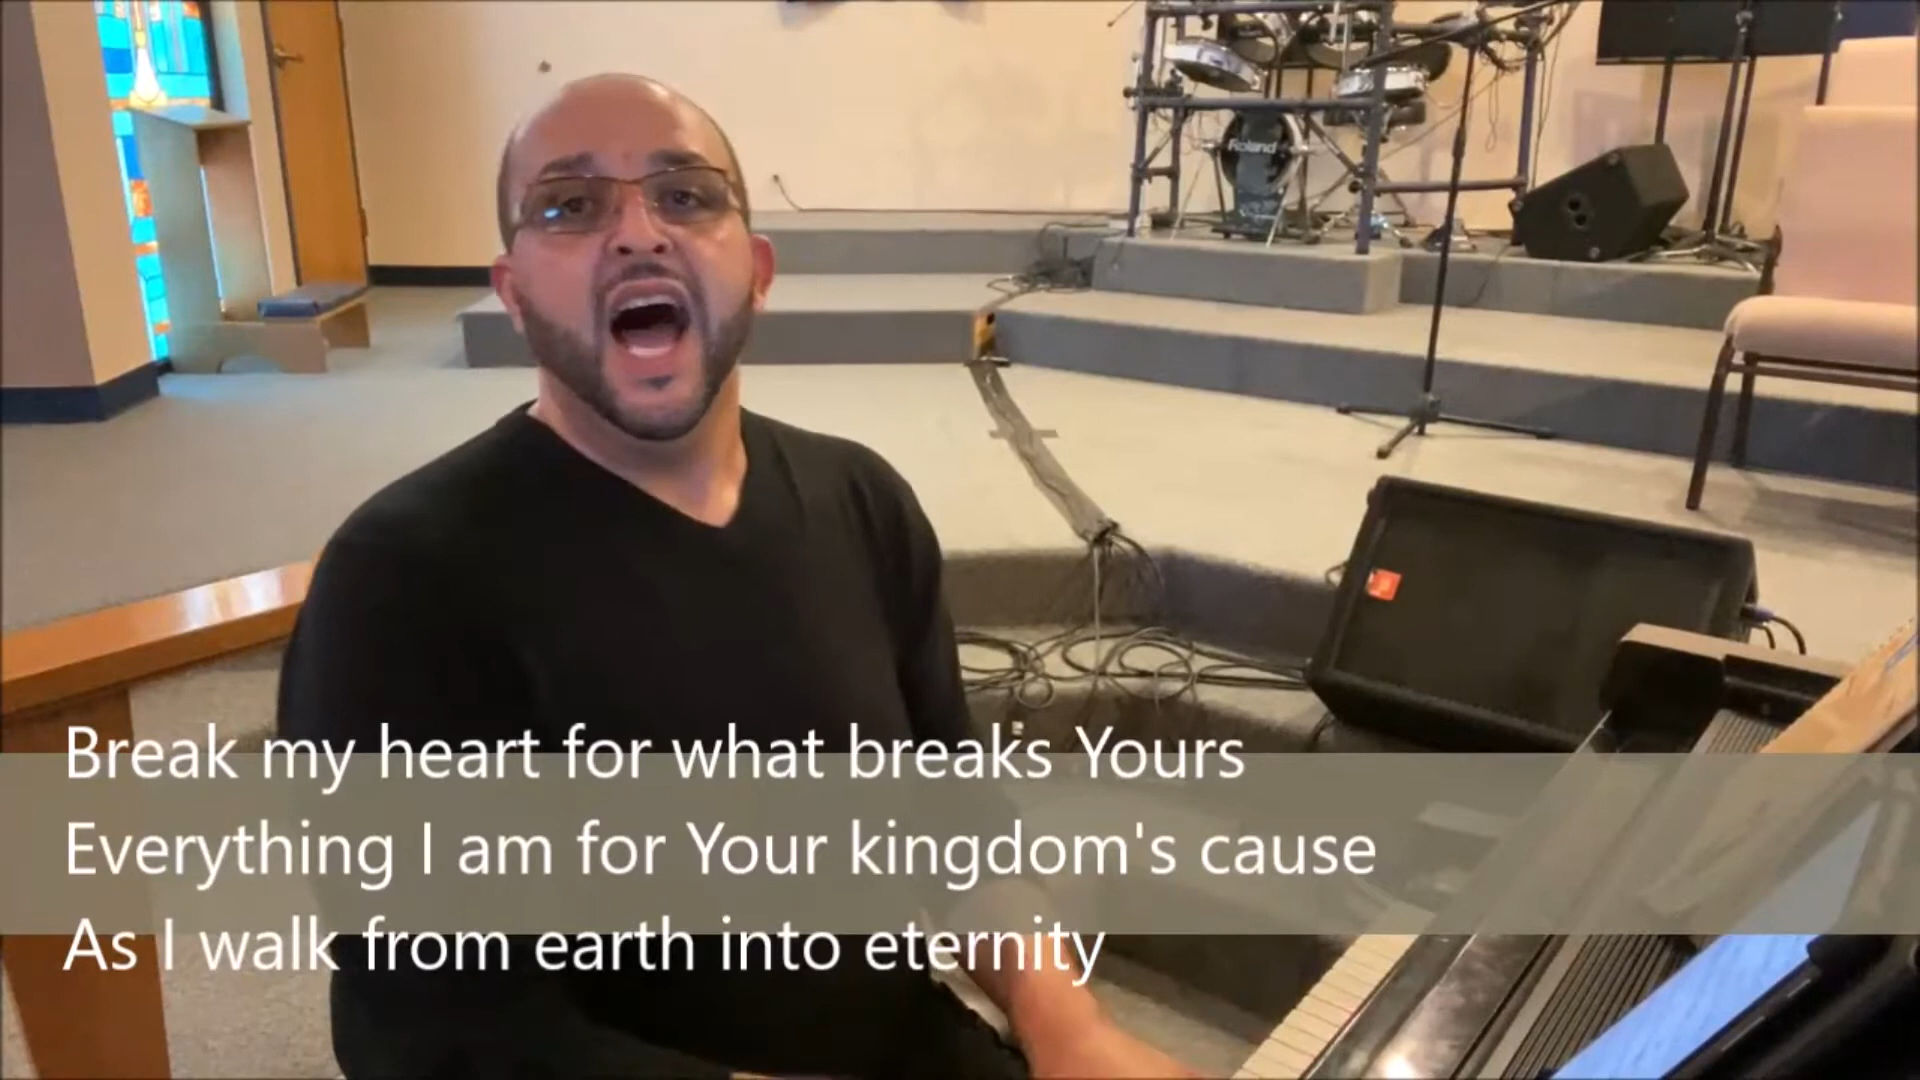 Roland
Break my heart for what breaks Yours
Everything I am for Your kingdom's cause
As I walk from earth into eternity